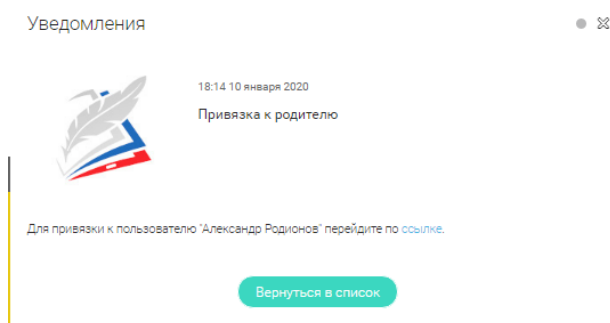 Уведомления
18:14 10 января 2020
Привязка к родителю
Для привязки к пользователю "Александр Родионов" перейдите по ссылке.
Вернуться в список